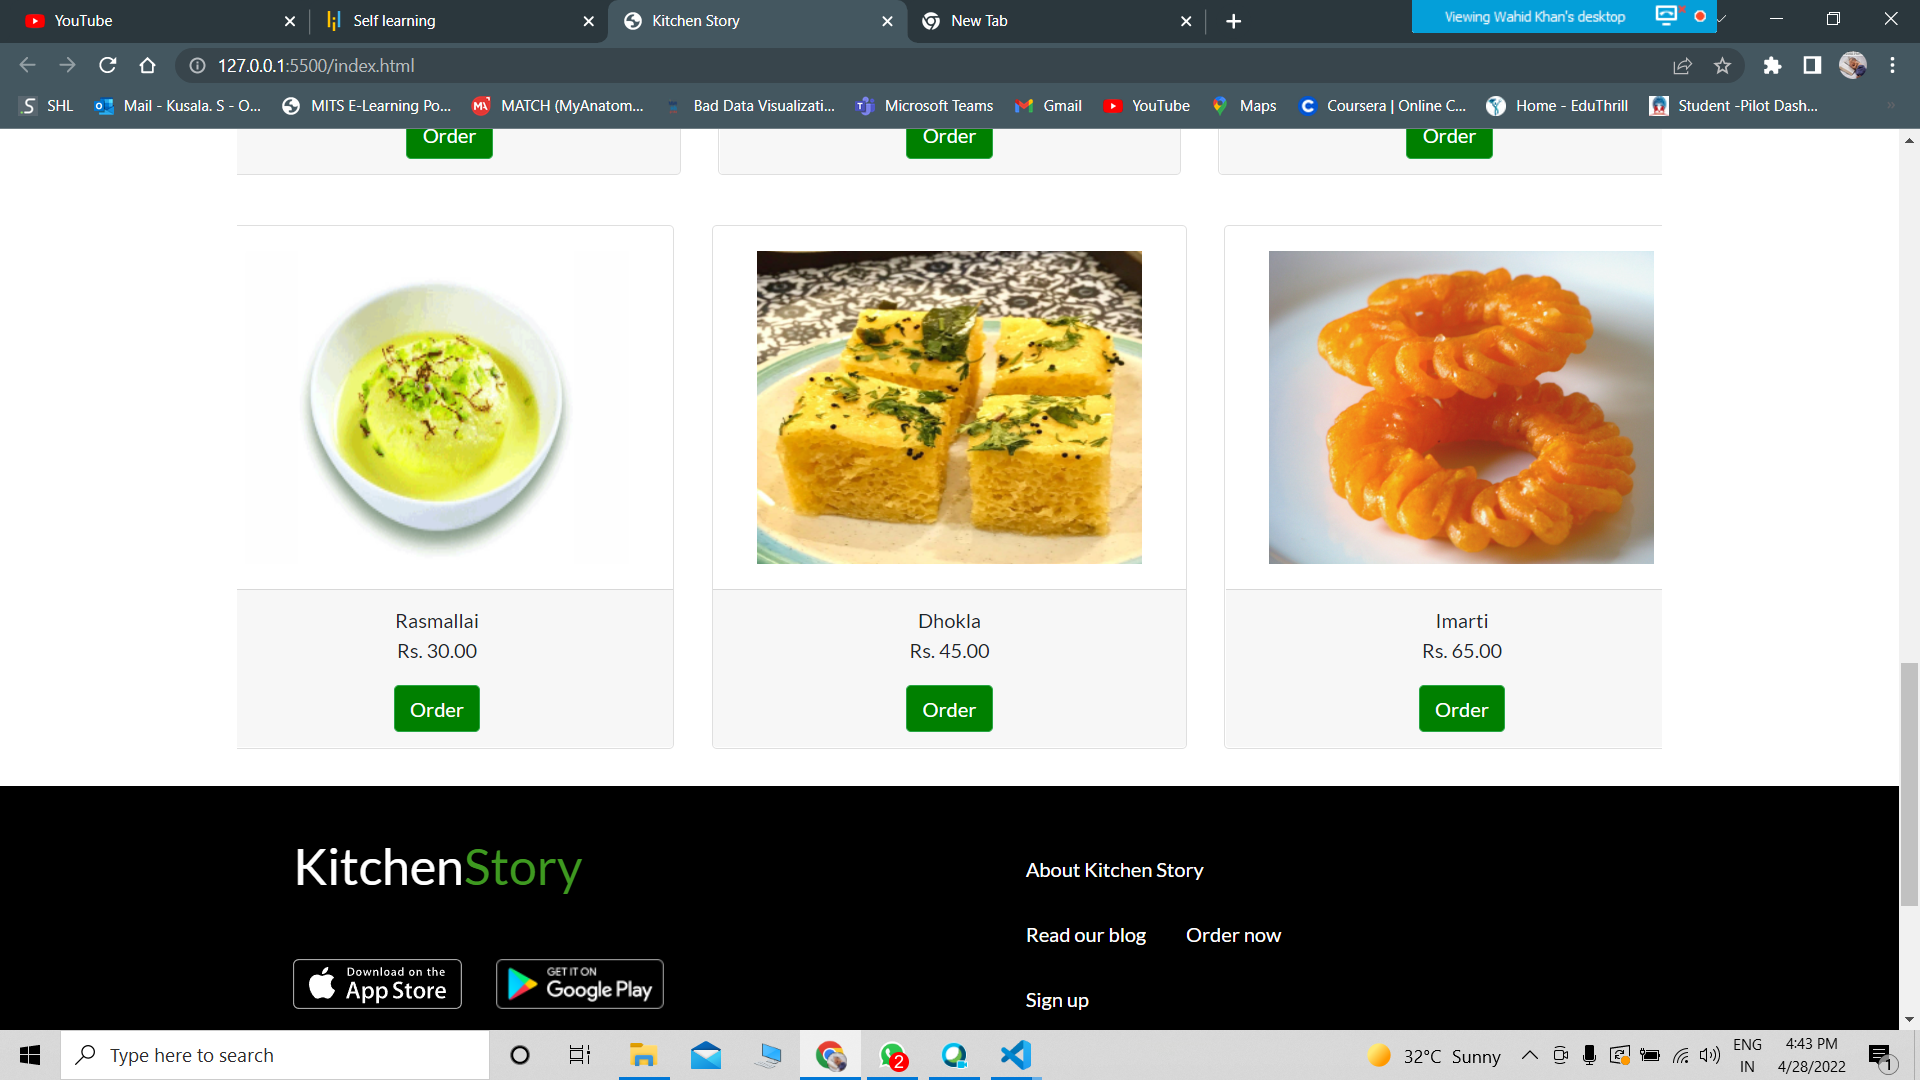 YouTube
Self learning
Kitchen Story
New Tab
Viewing Wahid Khan's desktop
127.0.0.1:5500/index.html
SHL
Mail - Kusala. S - O...
MITS E-Learning Po...
MATCH (MyAnatom...
Bad Data Visualizati...
Microsoft Teams
Gmail
YouTube
Maps
Coursera | Online C...
Home - EduThrill
Student -Pilot Dash...
Order Order Order
Rasmallai
Rs. 30.00
Order
Dhokla
Rs. 45.00
Order
Imarti
Rs. 65.00
Order
KitchenStory
Download on the
App Store
GET IT ON
Google Play
About Kitchen Story
Read our blog Order now
Sign up
Type here to search
2
32°C Sunny
ENG
IN
4:43 PM
4/28/2022
1